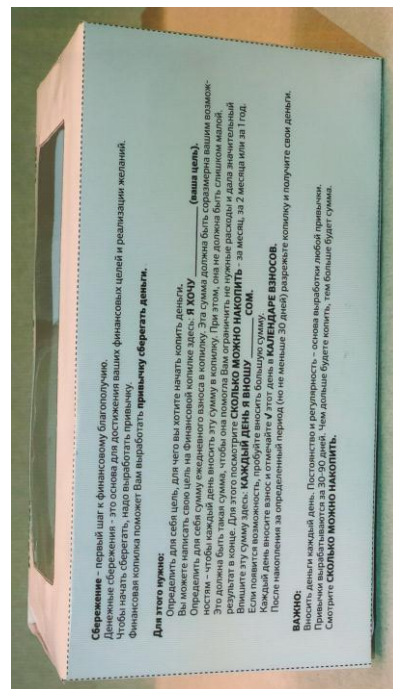 Сбережение - первый шаг к финансовому благополучию.
Денежные сбережения – это основа для достижения ваших финансовых целей и реализации желаний.
Чтобы начать сберегать, надо выработать привычку.
Финансовая копилка поможет Вам выработать привычку сберегать деньги.
Для этого нужно:
Определить для себя цель, для чего вы хотите начать копить деньги.
Вы можете написать свою цель на Финансовой копилке здесь: Я ХОЧУ __________ (ваша цель).
Определить для себя сумму ежедневного взноса в копилку. Эта сумма должна быть соразмерна вашим возмож-
ностям – чтобы каждый день вносить эту сумму в копилку. При этом, она не должна быть слишком малой.
Это должна быть такая сумма, чтобы она помогла Вам ограничить не нужные расходы и дала значительный
результат в конце. Для этого посмотрите СКОЛЬКО МОЖНО НАКОПИТЬ - за месяц, за 2 месяца или за 1 год.
Впишите эту сумму здесь: КАЖДЫЙ ДЕНЬ Я ВНОШУ __________ СОМ.
Если появится возможность, пробуйте вносить большую сумму.
Каждый день вносите взнос и отмечайте √ этот день в КАЛЕНДАРЕ ВЗНОСОВ.
После накопления за определенный период (но не меньше 30 дней) разрежьте копилку и получите свои деньги.
ВАЖНО:
Вносить деньги каждый день. Постоянство и регулярность – основа выработки любой привычки.
Привычки вырабатываются за 30-90 дней. Чем дольше будете копить, тем больше будет сумма.
Смотрите СКОЛЬКО МОЖНО НАКОПИТЬ.